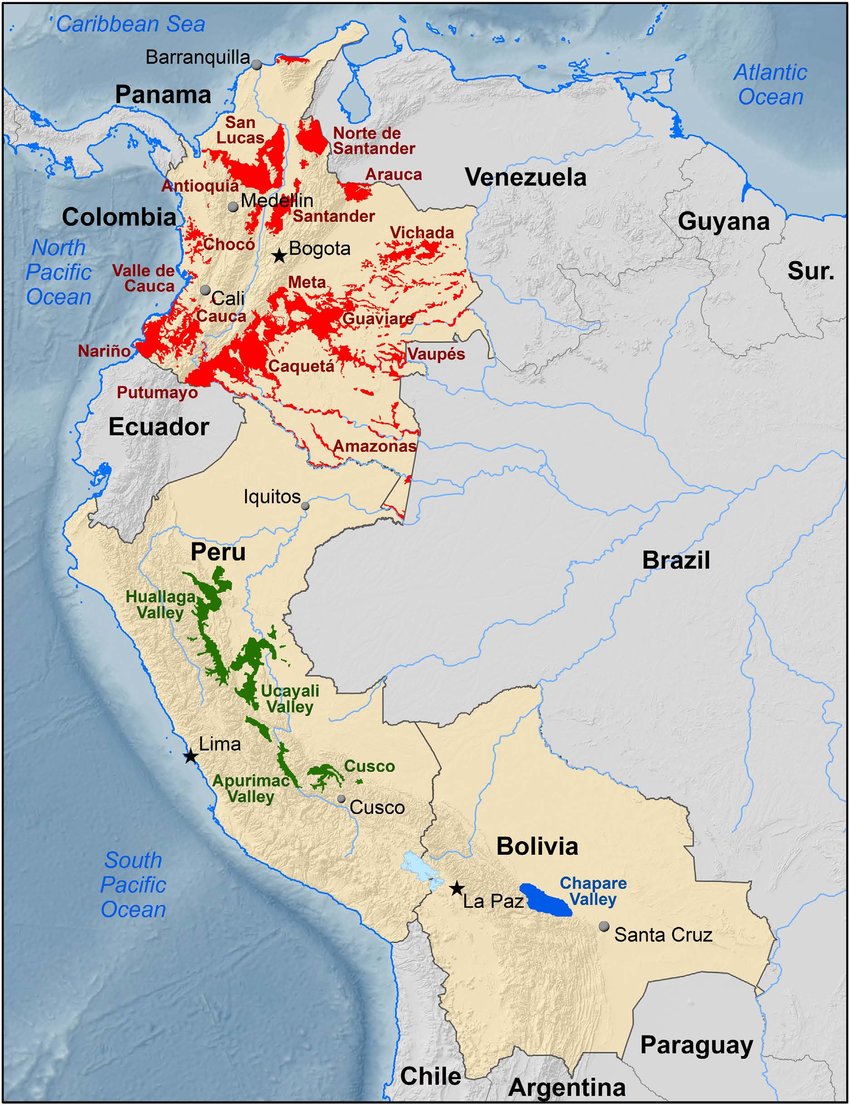 Caribbean Sea
Barranquilla
Atlantic
Ocean
Panama
San
Lucas
Norte de
Santander
Venezuela
Arauca
Antioquia
Medellin
Colombia
Santander
Guyana
North
Pacific
Ocean
Chocó
Bogota
Vichada
Sur.
Valle de
Cauca
Meta
Cali
Cauca
Guaviare
Nariño
Vaupés
Caquetá
Putumayo
Ecuador
Amazonas
Iquitos
Peru
Brazil
Huallaga
Valley
Ucayali
Valley
Lima
Apurimac
Valley
Cusco
Cusco
Bolivia
South
Pacific
Ocean
La Paz
Chapare
Valley
Santa Cruz
Paraguay
Chile
Argentina